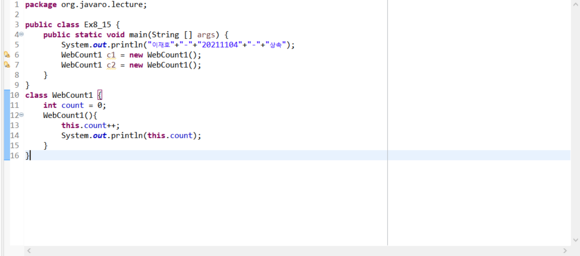 1 package org.javaro.lecture;
2
3 public class Ex8_15 {
4 public static void main(String [] args) {
5 System.out.println("이재호"+"-"+"20211104"+"-"+"상속");
6 WebCount1 c1 = new WebCount1();
7 WebCount1 c2 = new WebCount1();
8 }
9 }
10 class WebCount1 {
11 int count = 0;
12 WebCount1(){
13 this.count++;
14 System.out.println(this.count);
15 }
16 }